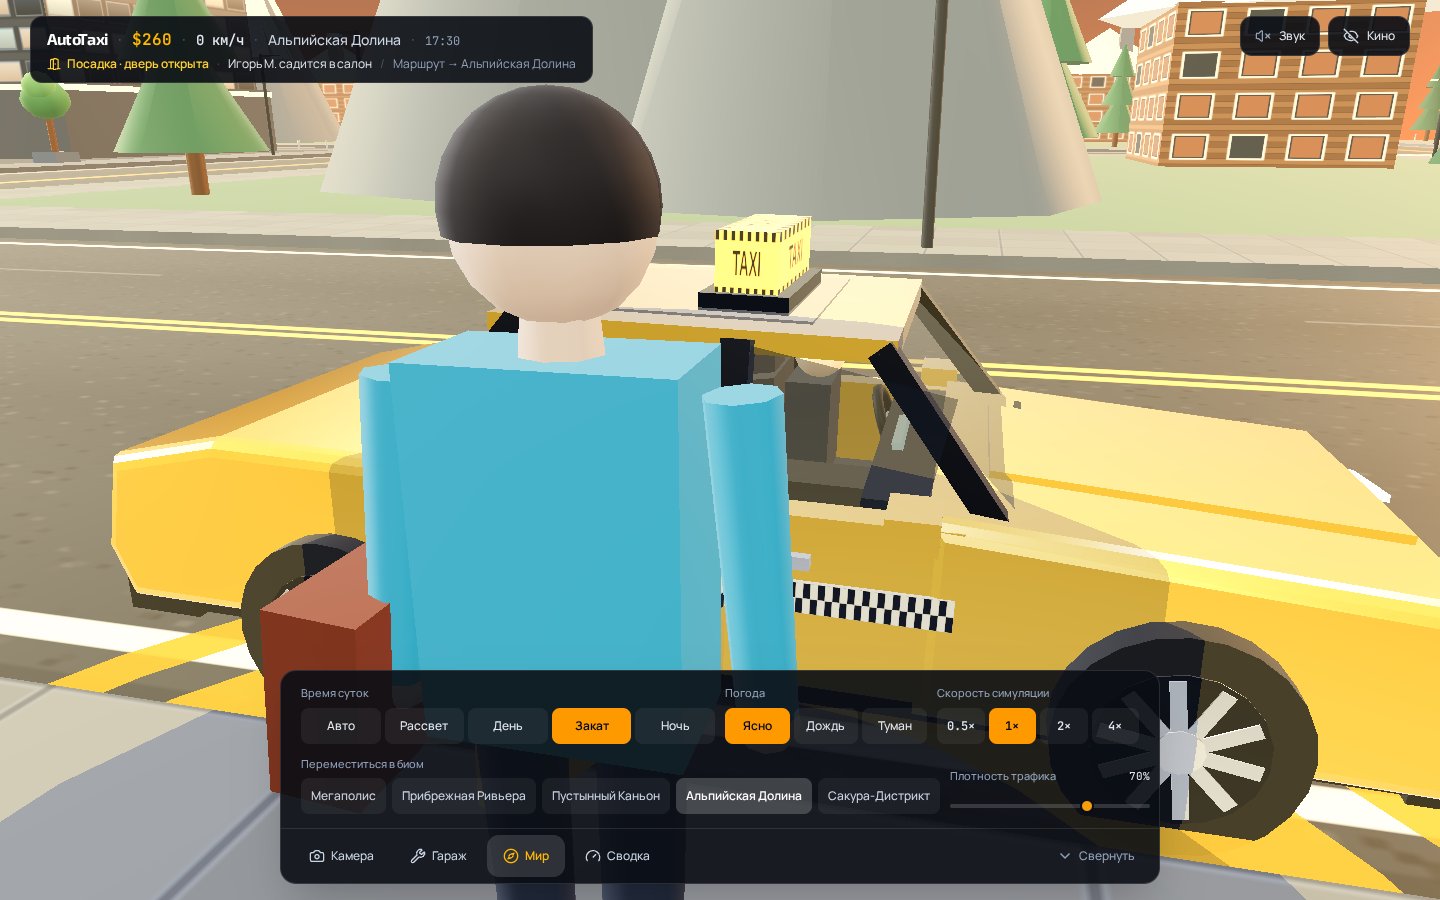 AutoTaxi · $260 · 0 км/ч · Альпийская Долина · 17:30
Посадка · дверь открыта · Игорь М. садится в салон / Маршрут → Альпийская Долина
Звук
Кино
TAXI
TAXI
Время суток
Авто
Рассвет
День
Закат
Ночь
Погода
Ясно
Дождь
Туман
Скорость симуляции
0.5×
1×
2×
4×
Переместиться в биом
Мегаполис
Прибрежная Ривьера
Пустынный Каньон
Альпийская Долина
Сакура-Дистрикт
Плотность трафика 70%
Камера
Гараж
Мир
Сводка
Свернуть